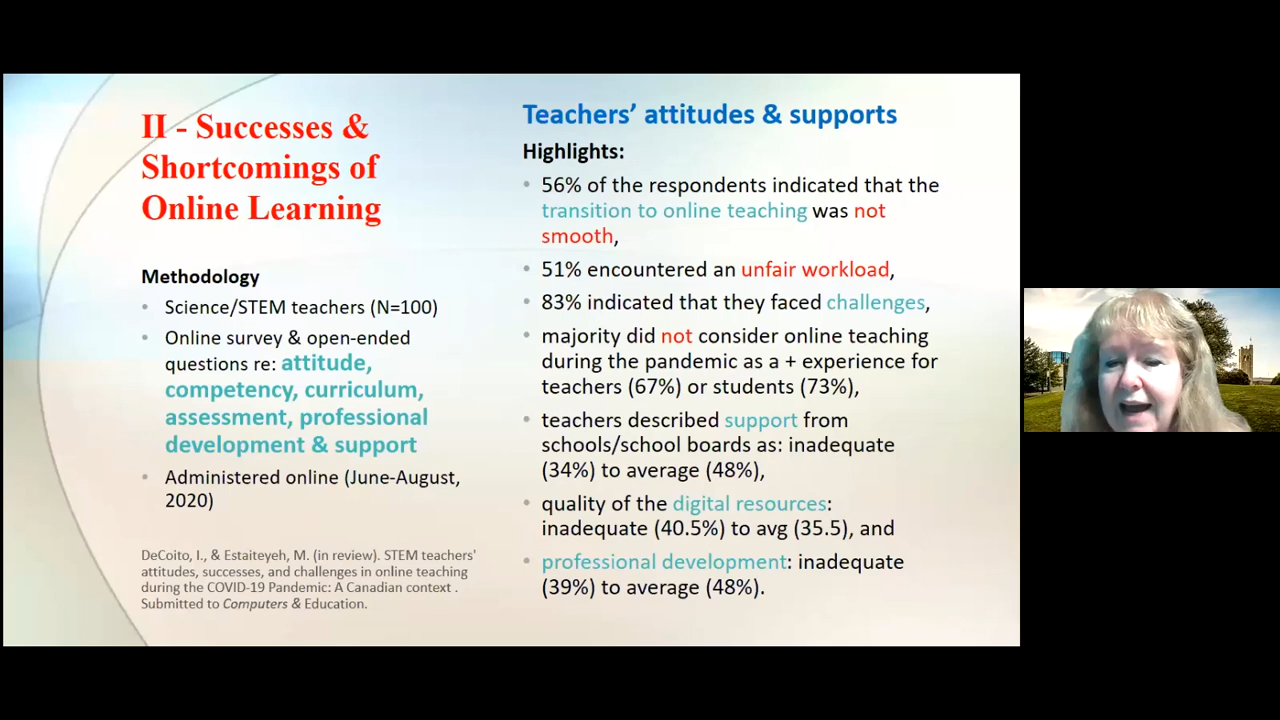 II - Successes &
Shortcomings of
Online Learning
Methodology
• Science/STEM teachers (N=100)
• Online survey & open-ended
questions re: attitude,
competency, curriculum,
assessment, professional
development & support
• Administered online (June-August,
2020)
DeCoito, I., & Estaiteyeh, M. (in review). STEM teachers'
attitudes, successes, and challenges in online teaching
during the COVID-19 Pandemic: A Canadian context .
Submitted to Computers & Education.
Teachers’ attitudes & supports
Highlights:
• 56% of the respondents indicated that the
transition to online teaching was not
smooth,
• 51% encountered an unfair workload,
• 83% indicated that they faced challenges,
• majority did not consider online teaching
during the pandemic as a + experience for
teachers (67%) or students (73%),
• teachers described support from
schools/school boards as: inadequate
(34%) to average (48%),
• quality of the digital resources:
inadequate (40.5%) to avg (35.5), and
• professional development: inadequate
(39%) to average (48%).